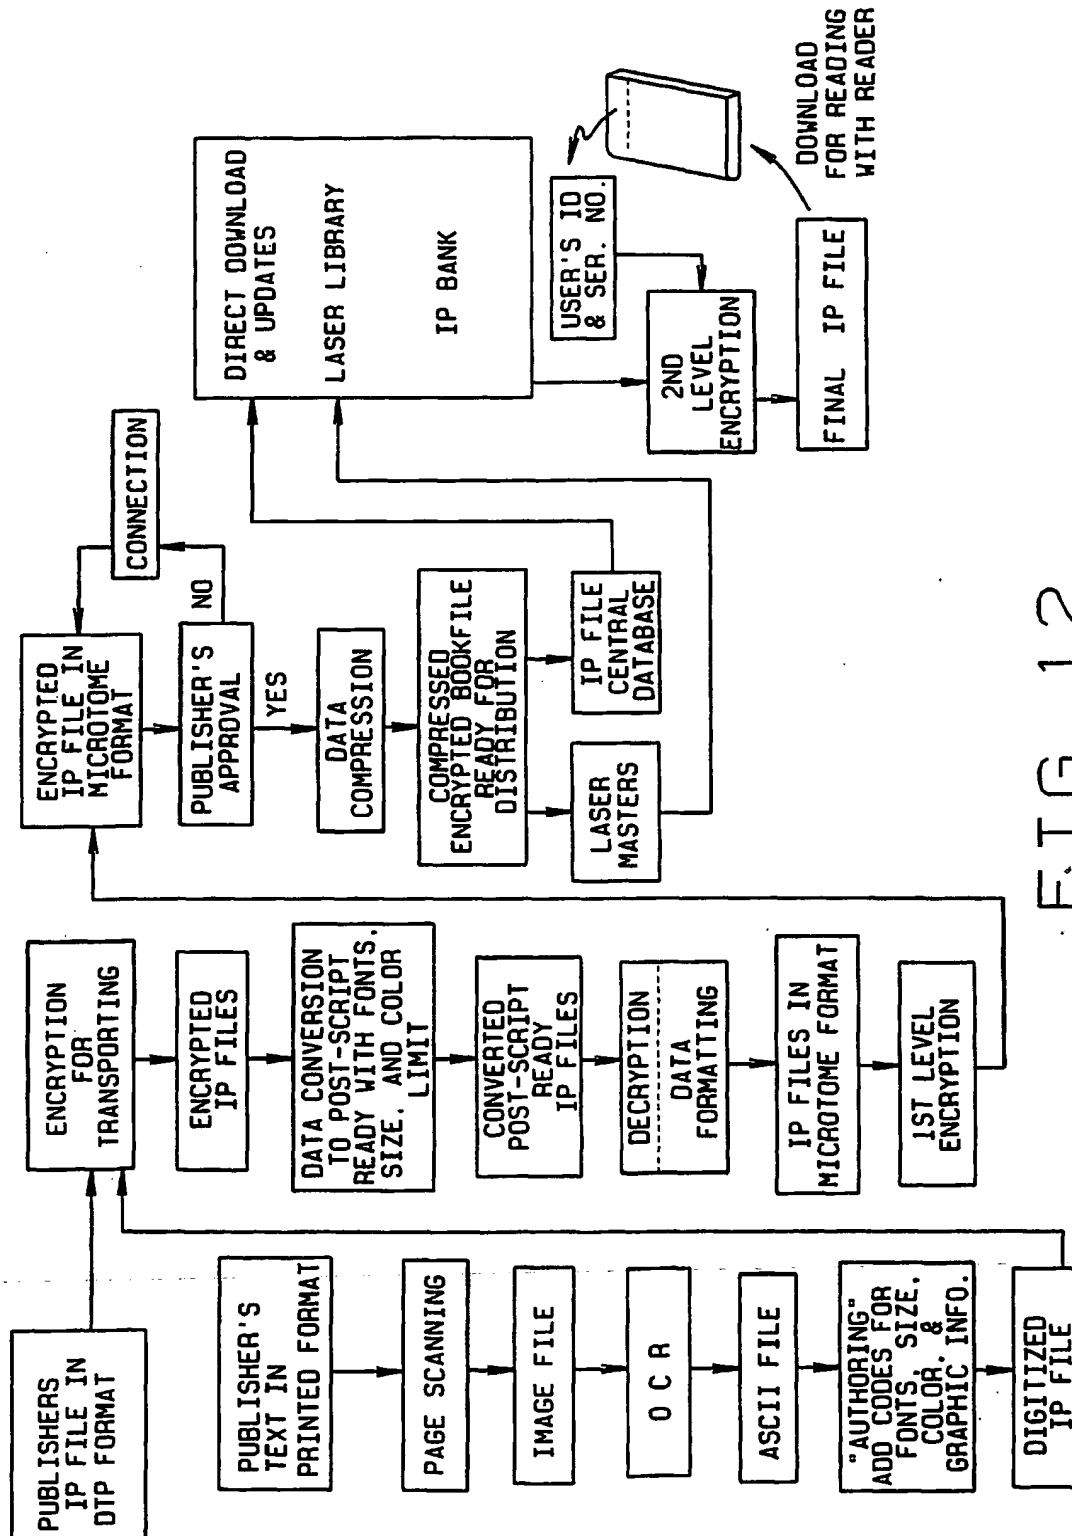 PUBLISHERS
IP FILE IN
DTP FORMAT
PUBLISHER'S
TEXT IN
PRINTED FORMAT
PAGE SCANNING
IMAGE FILE
O C R
ASCII FILE
"AUTHORING"
ADD CODES FOR
FONTS, SIZE,
COLOR, &
GRAPHIC INFO.
DIGITIZED
IP FILE
ENCRYPTION
FOR
TRANSPORTING
ENCRYPTED
IP FILES
DATA CONVERSION
TO POST-SCRIPT
READY WITH FONTS,
SIZE, AND COLOR
LIMIT
CONVERTED
POST-SCRIPT
READY
IP FILES
DECRYPTION
DATA
FORMATTING
IP FILES IN
MICROTOME FORMAT
1ST LEVEL
ENCRYPTION
ENCRYPTED
IP FILE IN
MICROTOME
FORMAT
CONNECTION
PUBLISHER'S
APPROVAL
NO
YES
DATA
COMPRESSION
COMPRESSED
ENCRYPTED BOOKFILE
READY FOR
DISTRIBUTION
LASER
MASTERS
IP FILE
CENTRAL
DATABASE
DIRECT DOWNLOAD
& UPDATES
LASER LIBRARY
IP BANK
USER'S ID
& SER. NO.
2ND
LEVEL
ENCRYPTION
FINAL IP FILE
DOWNLOAD
FOR READING
WITH READER
FIG 12